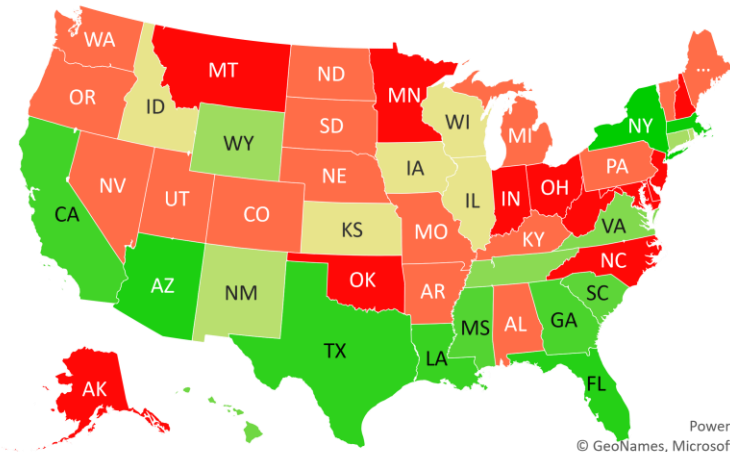 WA
MT
ND
MN
...
OR
ID
SD
WI
MI
NY
WY
NE
IA
PA
NV
UT
CO
KS
IL
IN
OH
CA
MO
KY
VA
AZ
NM
OK
AR
NC
MS
AL
GA
SC
TX
LA
FL
AK
Power
© GeoNames, Microsof